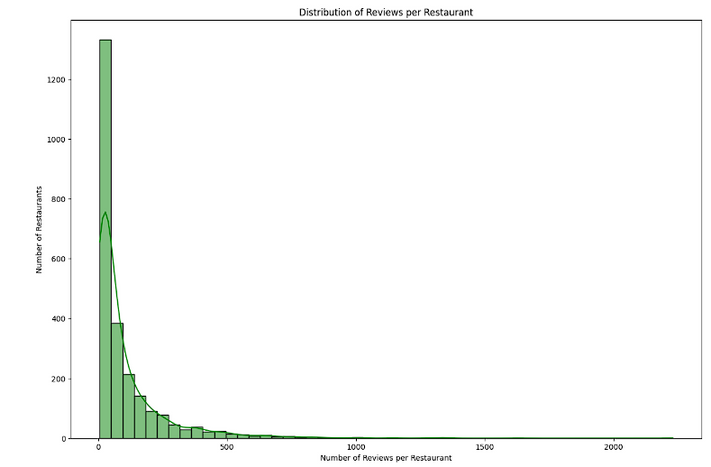 Distribution of Reviews per Restaurant
Number of Restaurants
1200
1000
800
600
400
200
0
0 500 1000 1500 2000
Number of Reviews per Restaurant